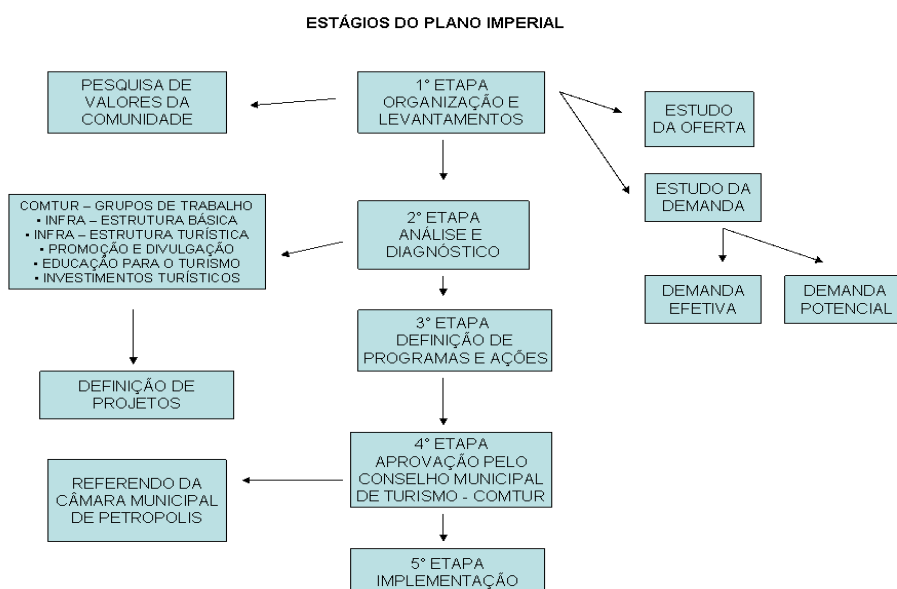 ESTÁGIOS DO PLANO IMPERIAL
PESQUISA DE
VALORES DA
COMUNIDADE
1° ETAPA
ORGANIZAÇÃO E
LEVANTAMENTOS
ESTUDO
DA OFERTA
ESTUDO DA
DEMANDA
DEMANDA
EFETIVA
DEMANDA
POTENCIAL
COMTUR – GRUPOS DE TRABALHO
▪ INFRA – ESTRUTURA BÁSICA
▪ INFRA – ESTRUTURA TURÍSTICA
▪ PROMOÇÃO E DIVULGAÇÃO
▪ EDUCAÇÃO PARA O TURISMO
▪ INVESTIMENTOS TURÍSTICOS
2° ETAPA
ANÁLISE E
DIAGNÓSTICO
3° ETAPA
DEFINIÇÃO DE
PROGRAMAS E AÇÕES
DEFINIÇÃO DE
PROJETOS
4° ETAPA
APROVAÇÃO PELO
CONSELHO MUNICIPAL
DE TURISMO - COMTUR
REFERENDO DA
CÂMARA MUNICIPAL
DE PETROPOLIS
5° ETAPA
IMPLEMENTAÇÃO